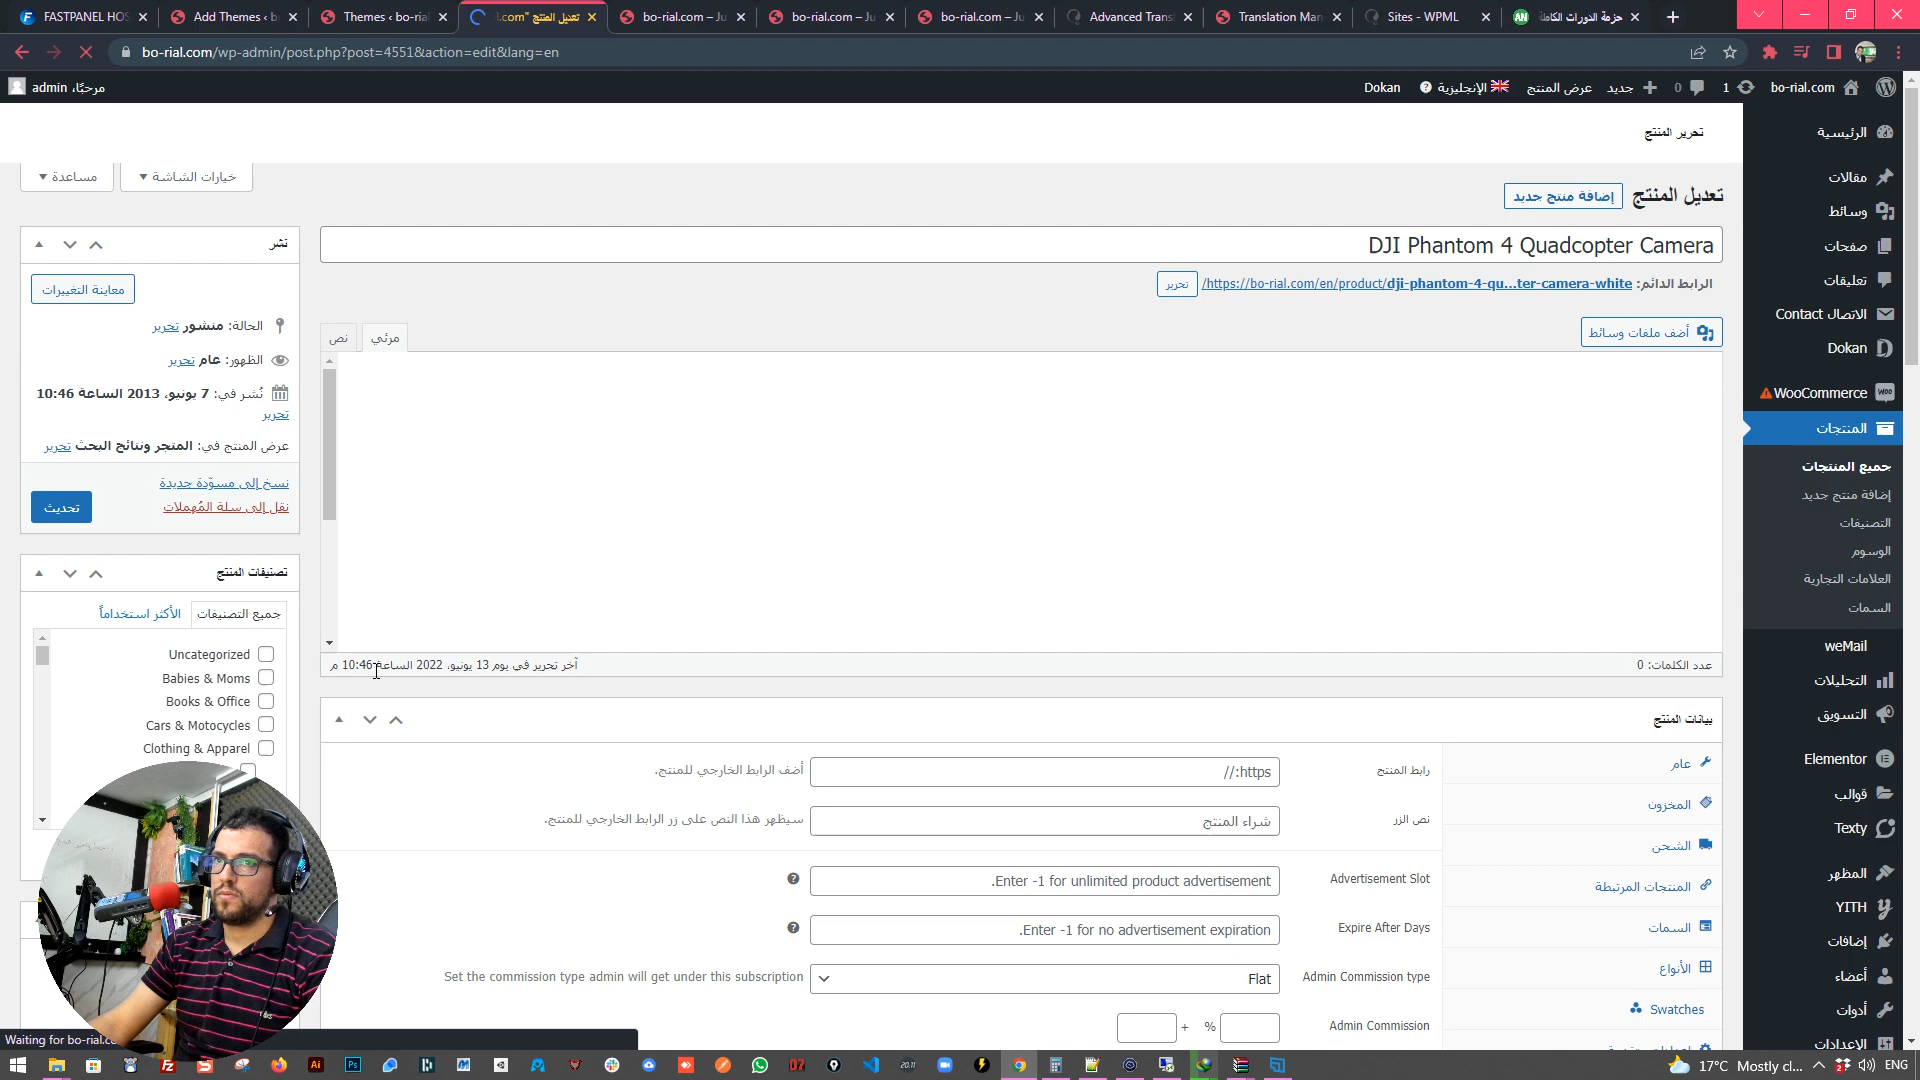 FASTPANEL HOS
Add Themes ‹ b
Themes ‹ bo-rial
تعديل المنتج "l.com
bo-rial.com – Ju
bo-rial.com – Ju
bo-rial.com – Ju
Advanced Trans
Translation Man
Sites - WPML
حزمة الدورات الكاملة
bo-rial.com/wp-admin/post.php?post=4551&action=edit&lang=en
bo-rial.com
1
0
جديد
عرض المنتج
الإنجليزية
Dokan
مرحبًا، admin
تحرير المنتج
خيارات الشاشة
مساعدة
تعديل المنتج
إضافة منتج جديد
DJI Phantom 4 Quadcopter Camera
الرابط الدائم: https://bo-rial.com/en/product/dji-phantom-4-qu...ter-camera-white/
تحرير
أضف ملفات وسائط
مرئي
نص
عدد الكلمات: 0
آخر تحرير في يوم 13 يونيو، 2022 الساعة 10:46 م
نشر
معاينة التغييرات
الحالة: منشور تحرير
الظهور: عام تحرير
نُشر في: 7 يونيو، 2013 الساعة 10:46
تحرير
عرض المنتج في: المتجر ونتائج البحث تحرير
نسخ إلى مسوّدة جديدة
نقل إلى سلة المُهملات
تحديث
تصنيفات المنتج
جميع التصنيفات
الأكثر استخداماً
Uncategorized
Babies & Moms
Books & Office
Cars & Motocycles
Clothing & Apparel
بيانات المنتج
عام
المخزون
الشحن
المنتجات المرتبطة
السمات
الأنواع
Swatches
رابط المنتج
https://
أضف الرابط الخارجي للمنتج.
نص الزر
شراء المنتج
سيظهر هذا النص على زر الرابط الخارجي للمنتج.
Advertisement Slot
Enter -1 for unlimited product advertisement.
Expire After Days
Enter -1 for no advertisement expiration.
Admin Commission type
Flat
Set the commission type admin will get under this subscription
Admin Commission
% +
الرئيسية
مقالات
وسائط
صفحات
تعليقات
الاتصال Contact
Dokan
WooCommerce
المنتجات
جميع المنتجات
إضافة منتج جديد
التصنيفات
الوسوم
العلامات التجارية
السمات
weMail
التحليلات
التسويق
Elementor
قوالب
Texty
المظهر
YITH
إضافات
أعضاء
أدوات
الإعدادات
Waiting for bo-rial.c
17°C Mostly cl...
ENG